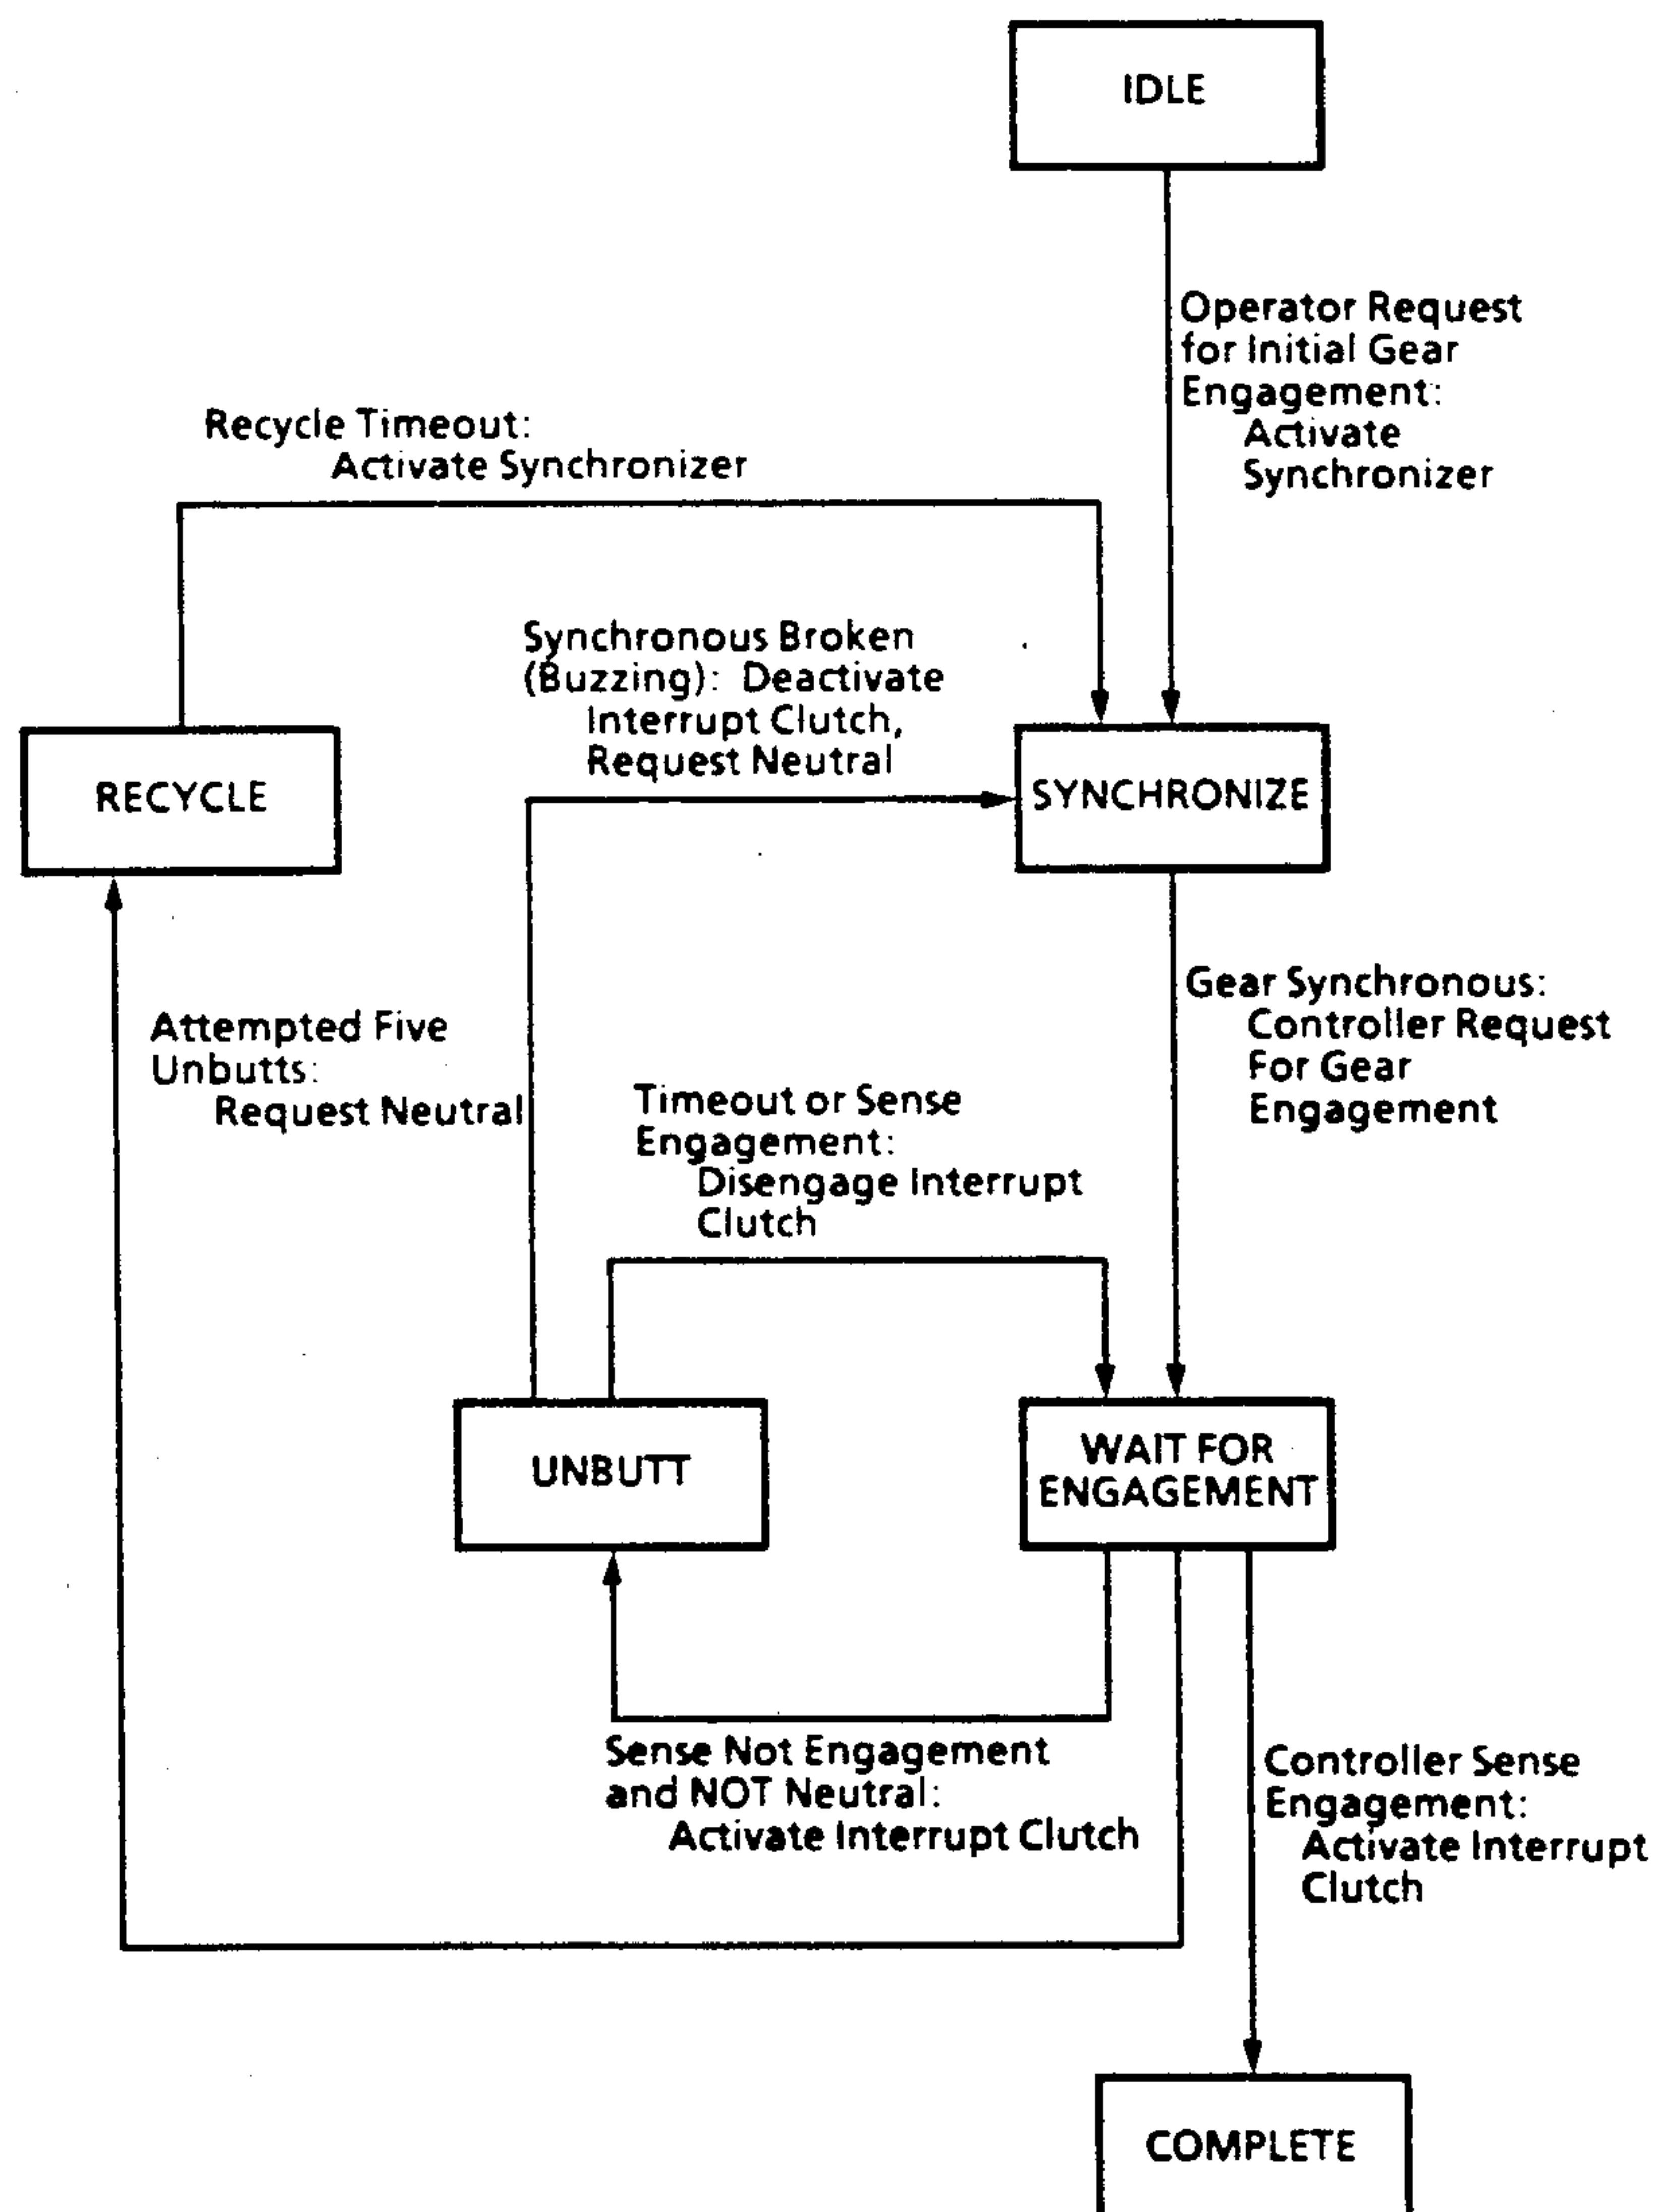 IDLE
Operator Request
for Initial Gear
Engagement:
Activate
Synchronizer
Recycle Timeout:
Activate Synchronizer
Synchronous Broken
(Buzzing): Deactivate
Interrupt Clutch,
Request Neutral
RECYCLE
SYNCHRONIZE
Gear Synchronous:
Controller Request
For Gear
Engagement
Attempted Five
Unbutts:
Request Neutral
Timeout or Sense
Engagement:
Disengage Interrupt
Clutch
UNBUTT
WAIT FOR
ENGAGEMENT
Sense Not Engagement
and NOT Neutral:
Activate Interrupt Clutch
Controller Sense
Engagement:
Activate Interrupt
Clutch
COMPLETE